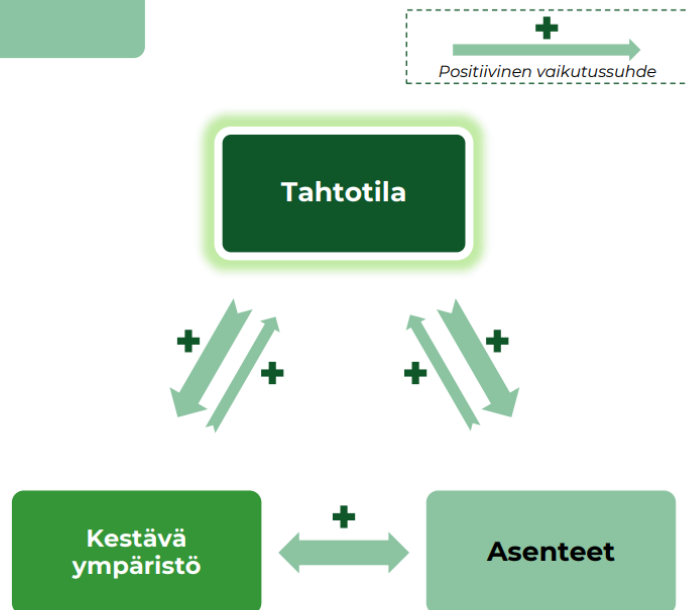 +
Positiivinen vaikutussuhde
Tahtotila
+
+
+
+
Kestävä
ympäristö
+
Asenteet